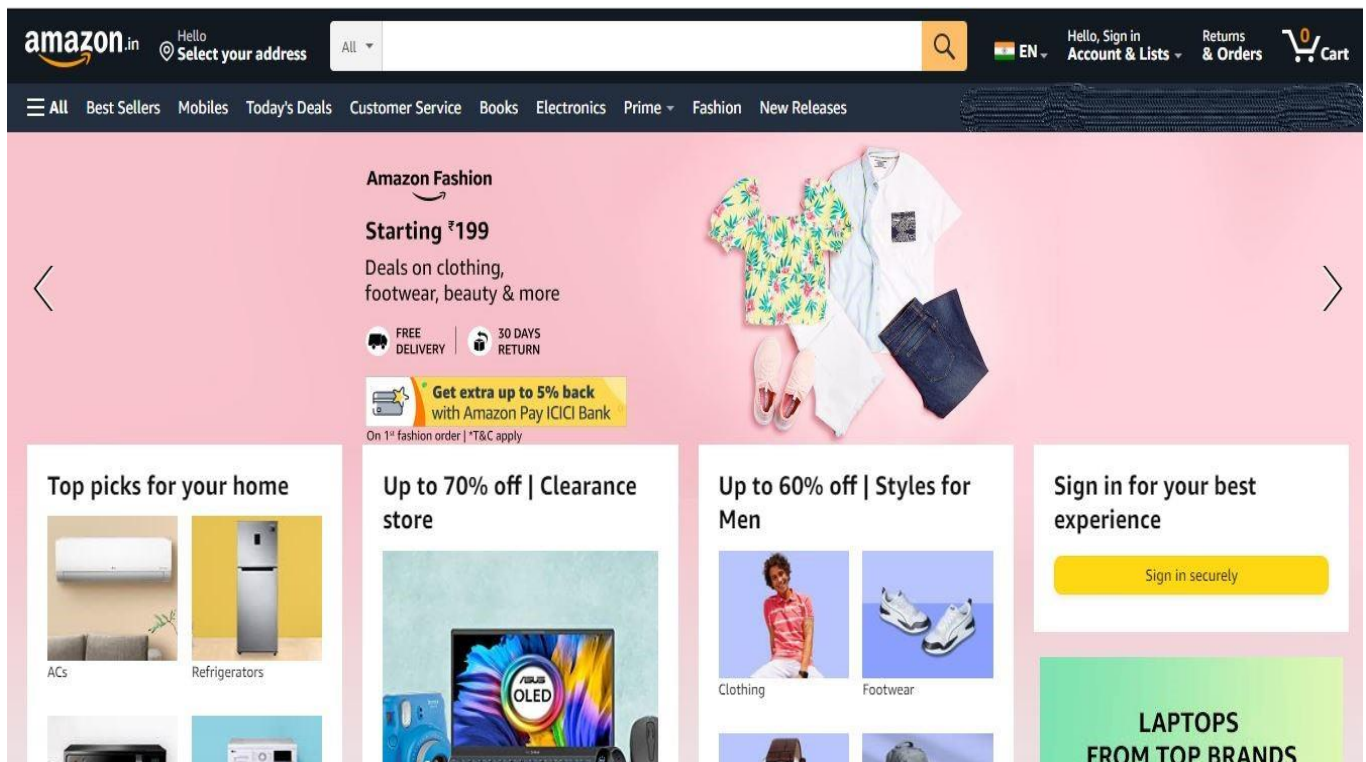 amazon.in
Hello
Select your address
All
EN
Hello, Sign in
Account & Lists
Returns
& Orders
0
Cart
All Best Sellers Mobiles Today's Deals Customer Service Books Electronics Prime Fashion New Releases
Amazon Fashion
Starting ₹199
Deals on clothing,
footwear, beauty & more
FREE
DELIVERY
30 DAYS
RETURN
Get extra up to 5% back
with Amazon Pay ICICI Bank
On 1st fashion order | *T&C apply
Top picks for your home
ACs
Refrigerators
Up to 70% off | Clearance
store
ASUS
OLED
Up to 60% off | Styles for
Men
Clothing
Footwear
Sign in for your best
experience
Sign in securely
LAPTOPS
FROM TOP BRANDS